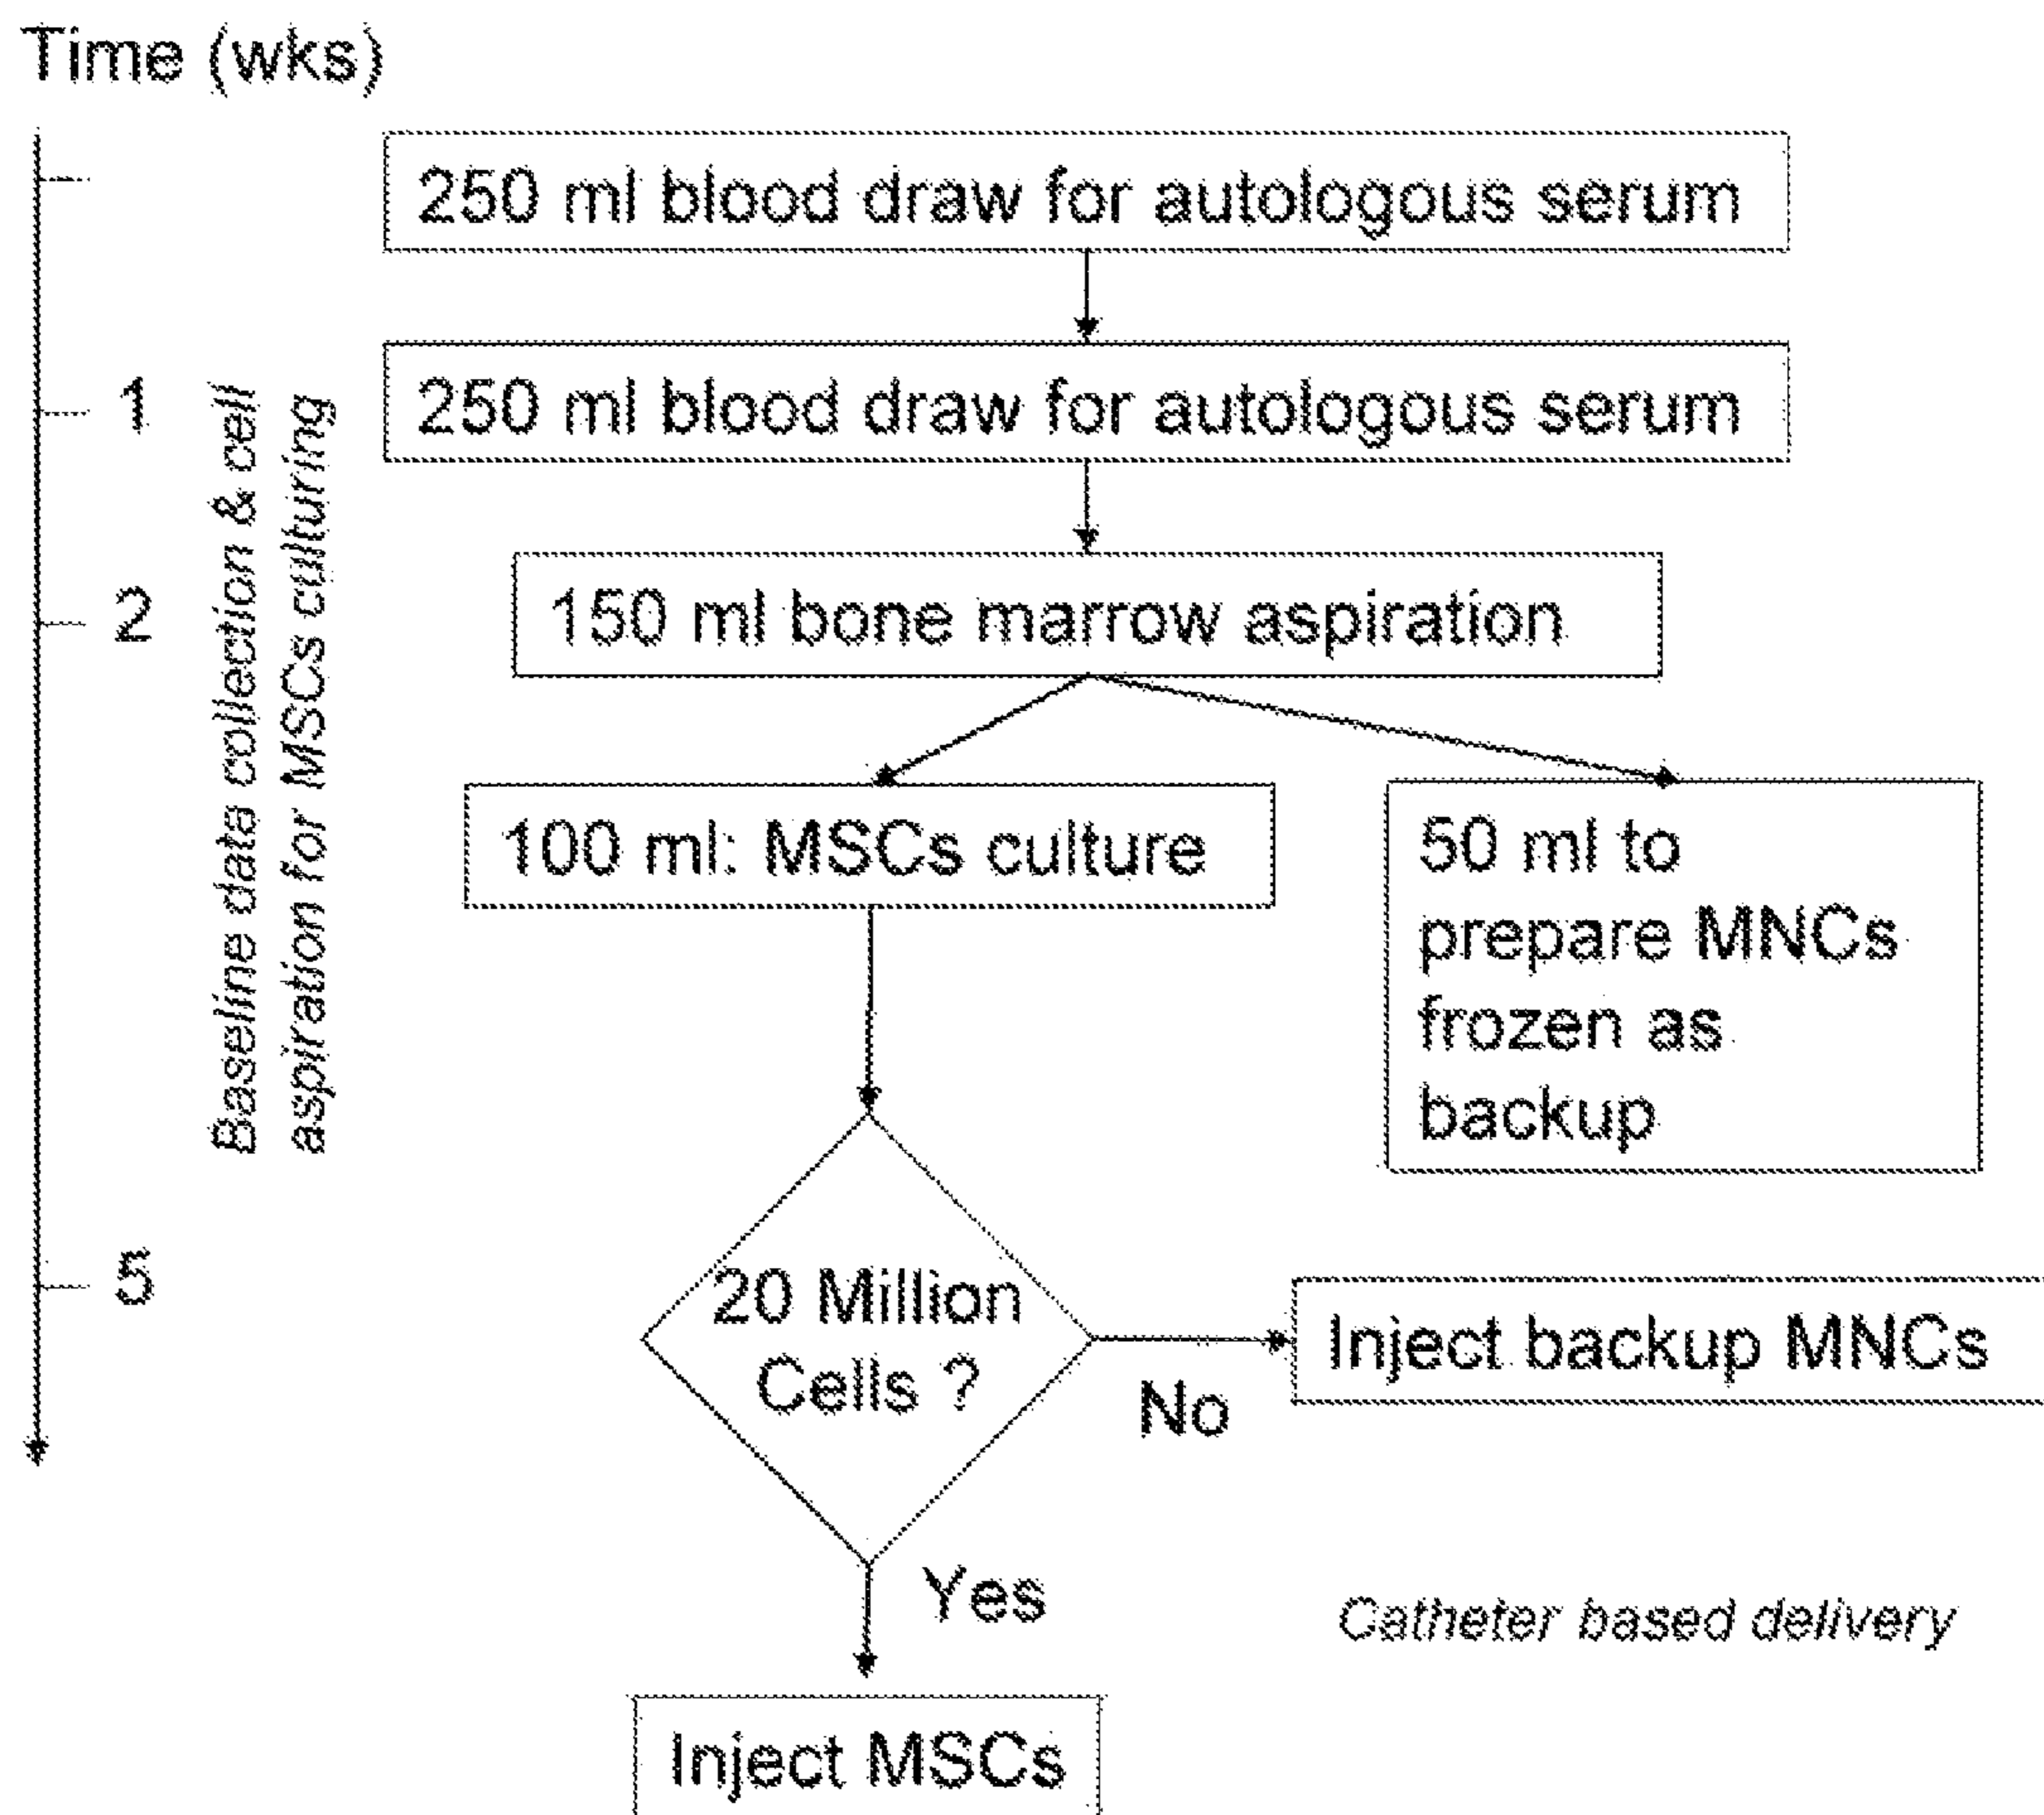 Time (wks)
250 ml blood draw for autologous serum
1
250 ml blood draw for autologous serum
Baseline data collection & cell
aspiration for MSCs culturing
2
150 ml bone marrow aspiration
100 ml: MSCs culture
50 ml to
prepare MNCs
frozen as
backup
5
20 Million
Cells ?
No
Inject backup MNCs
Yes
Catheter based delivery
Inject MSCs